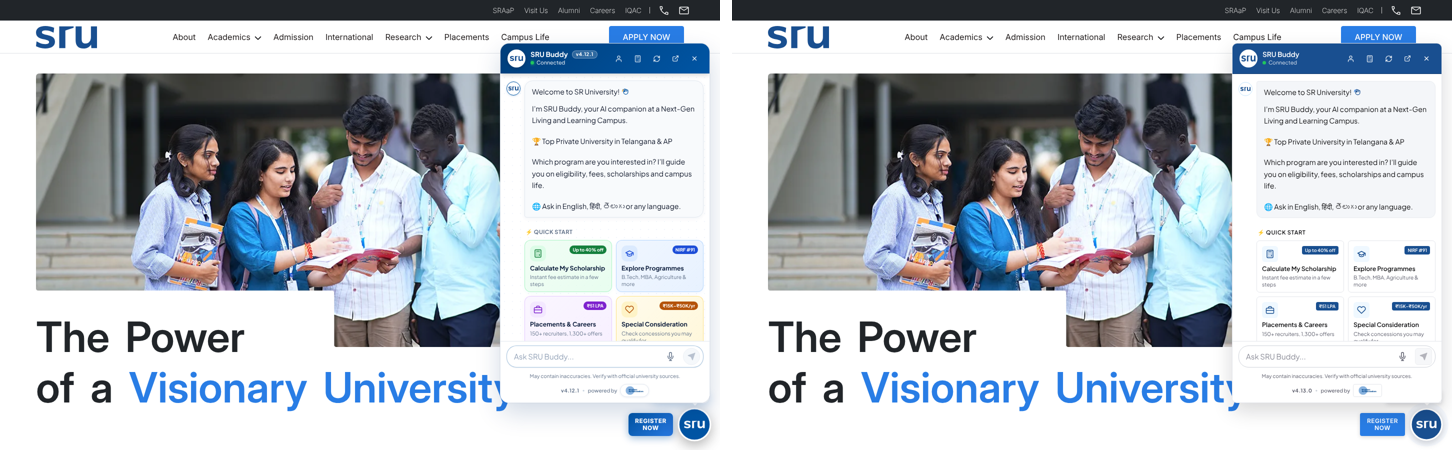 SRAaP Visit Us Alumni Careers IQAC |
sru
About Academics Admission International Research Placements Campus Life APPLY NOW
sru SRU Buddy v4.12.1
Connected
sru
Welcome to SR University!
I'm SRU Buddy, your AI companion at a Next-Gen
Living and Learning Campus.
🏆 Top Private University in Telangana & AP
Which program are you interested in? I'll guide
you on eligibility, fees, scholarships and campus
life.
🌐 Ask in English, हिंदी, తెలుగు or any language.
⚡ QUICK START
Up to 40% off
Calculate My Scholarship
Instant fee estimate in a few
steps
NIRF #91
Explore Programmes
B.Tech, MBA, Agriculture &
more
₹51 LPA
Placements & Careers
150+ recruiters, 1,300+ offers
₹15K–₹50K/yr
Special Consideration
Check concessions you may
The Power
of a Visionary University
Ask SRU Buddy...
May contain inaccuracies. Verify with official university sources.
v4.12.1 • powered by
REGISTER
NOW
sru
SRAaP Visit Us Alumni Careers IQAC |
sru
About Academics Admission International Research Placements Campus Life APPLY NOW
sru SRU Buddy
Connected
sru
Welcome to SR University!
I'm SRU Buddy, your AI companion at a Next-Gen
Living and Learning Campus.
🏆 Top Private University in Telangana & AP
Which program are you interested in? I'll guide
you on eligibility, fees, scholarships and campus
life.
🌐 Ask in English, हिंदी, తెలుగు or any language.
⚡ QUICK START
Up to 40% off
Calculate My Scholarship
Instant fee estimate in a few
steps
NIRF #91
Explore Programmes
B.Tech, MBA, Agriculture &
more
₹51 LPA
Placements & Careers
150+ recruiters, 1,300+ offers
₹15K–₹50K/yr
Special Consideration
Check concessions you may
The Power
of a Visionary University
Ask SRU Buddy...
May contain inaccuracies. Verify with official university sources.
v4.13.0 • powered by
REGISTER
NOW
sru